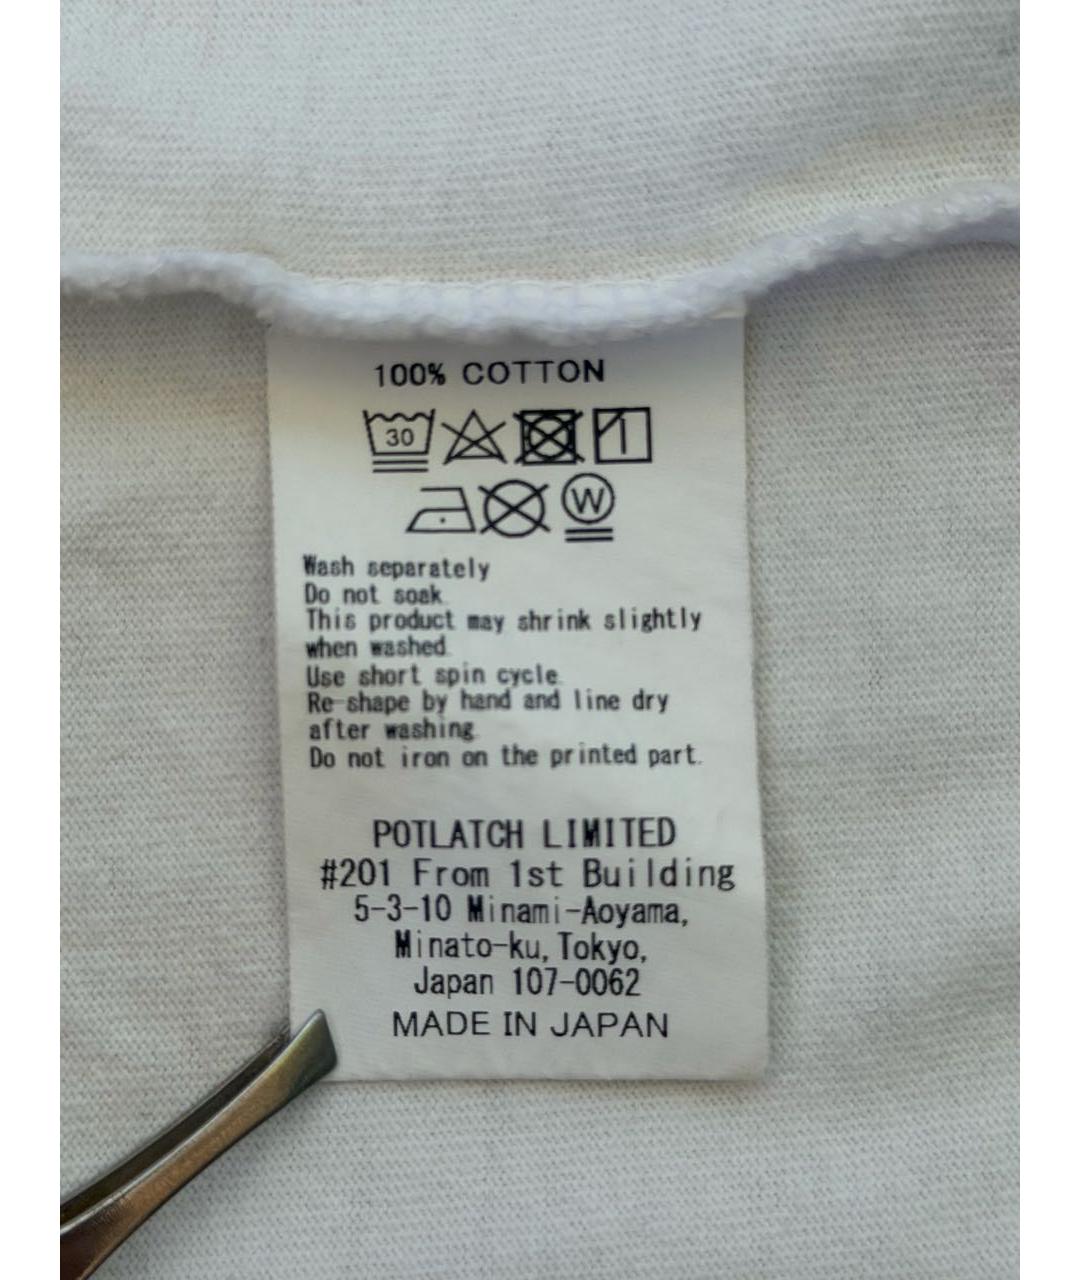 100% COTTON
30
W
Wash separately
Do not soak.
This product may shrink slightly
when washed.
Use short spin cycle.
Re-shape by hand and line dry
after washing.
Do not iron on the printed part.
POTLATCH LIMITED
#201 From 1st Building
5-3-10 Minami-Aoyama,
Minato-ku, Tokyo,
Japan 107-0062
MADE IN JAPAN